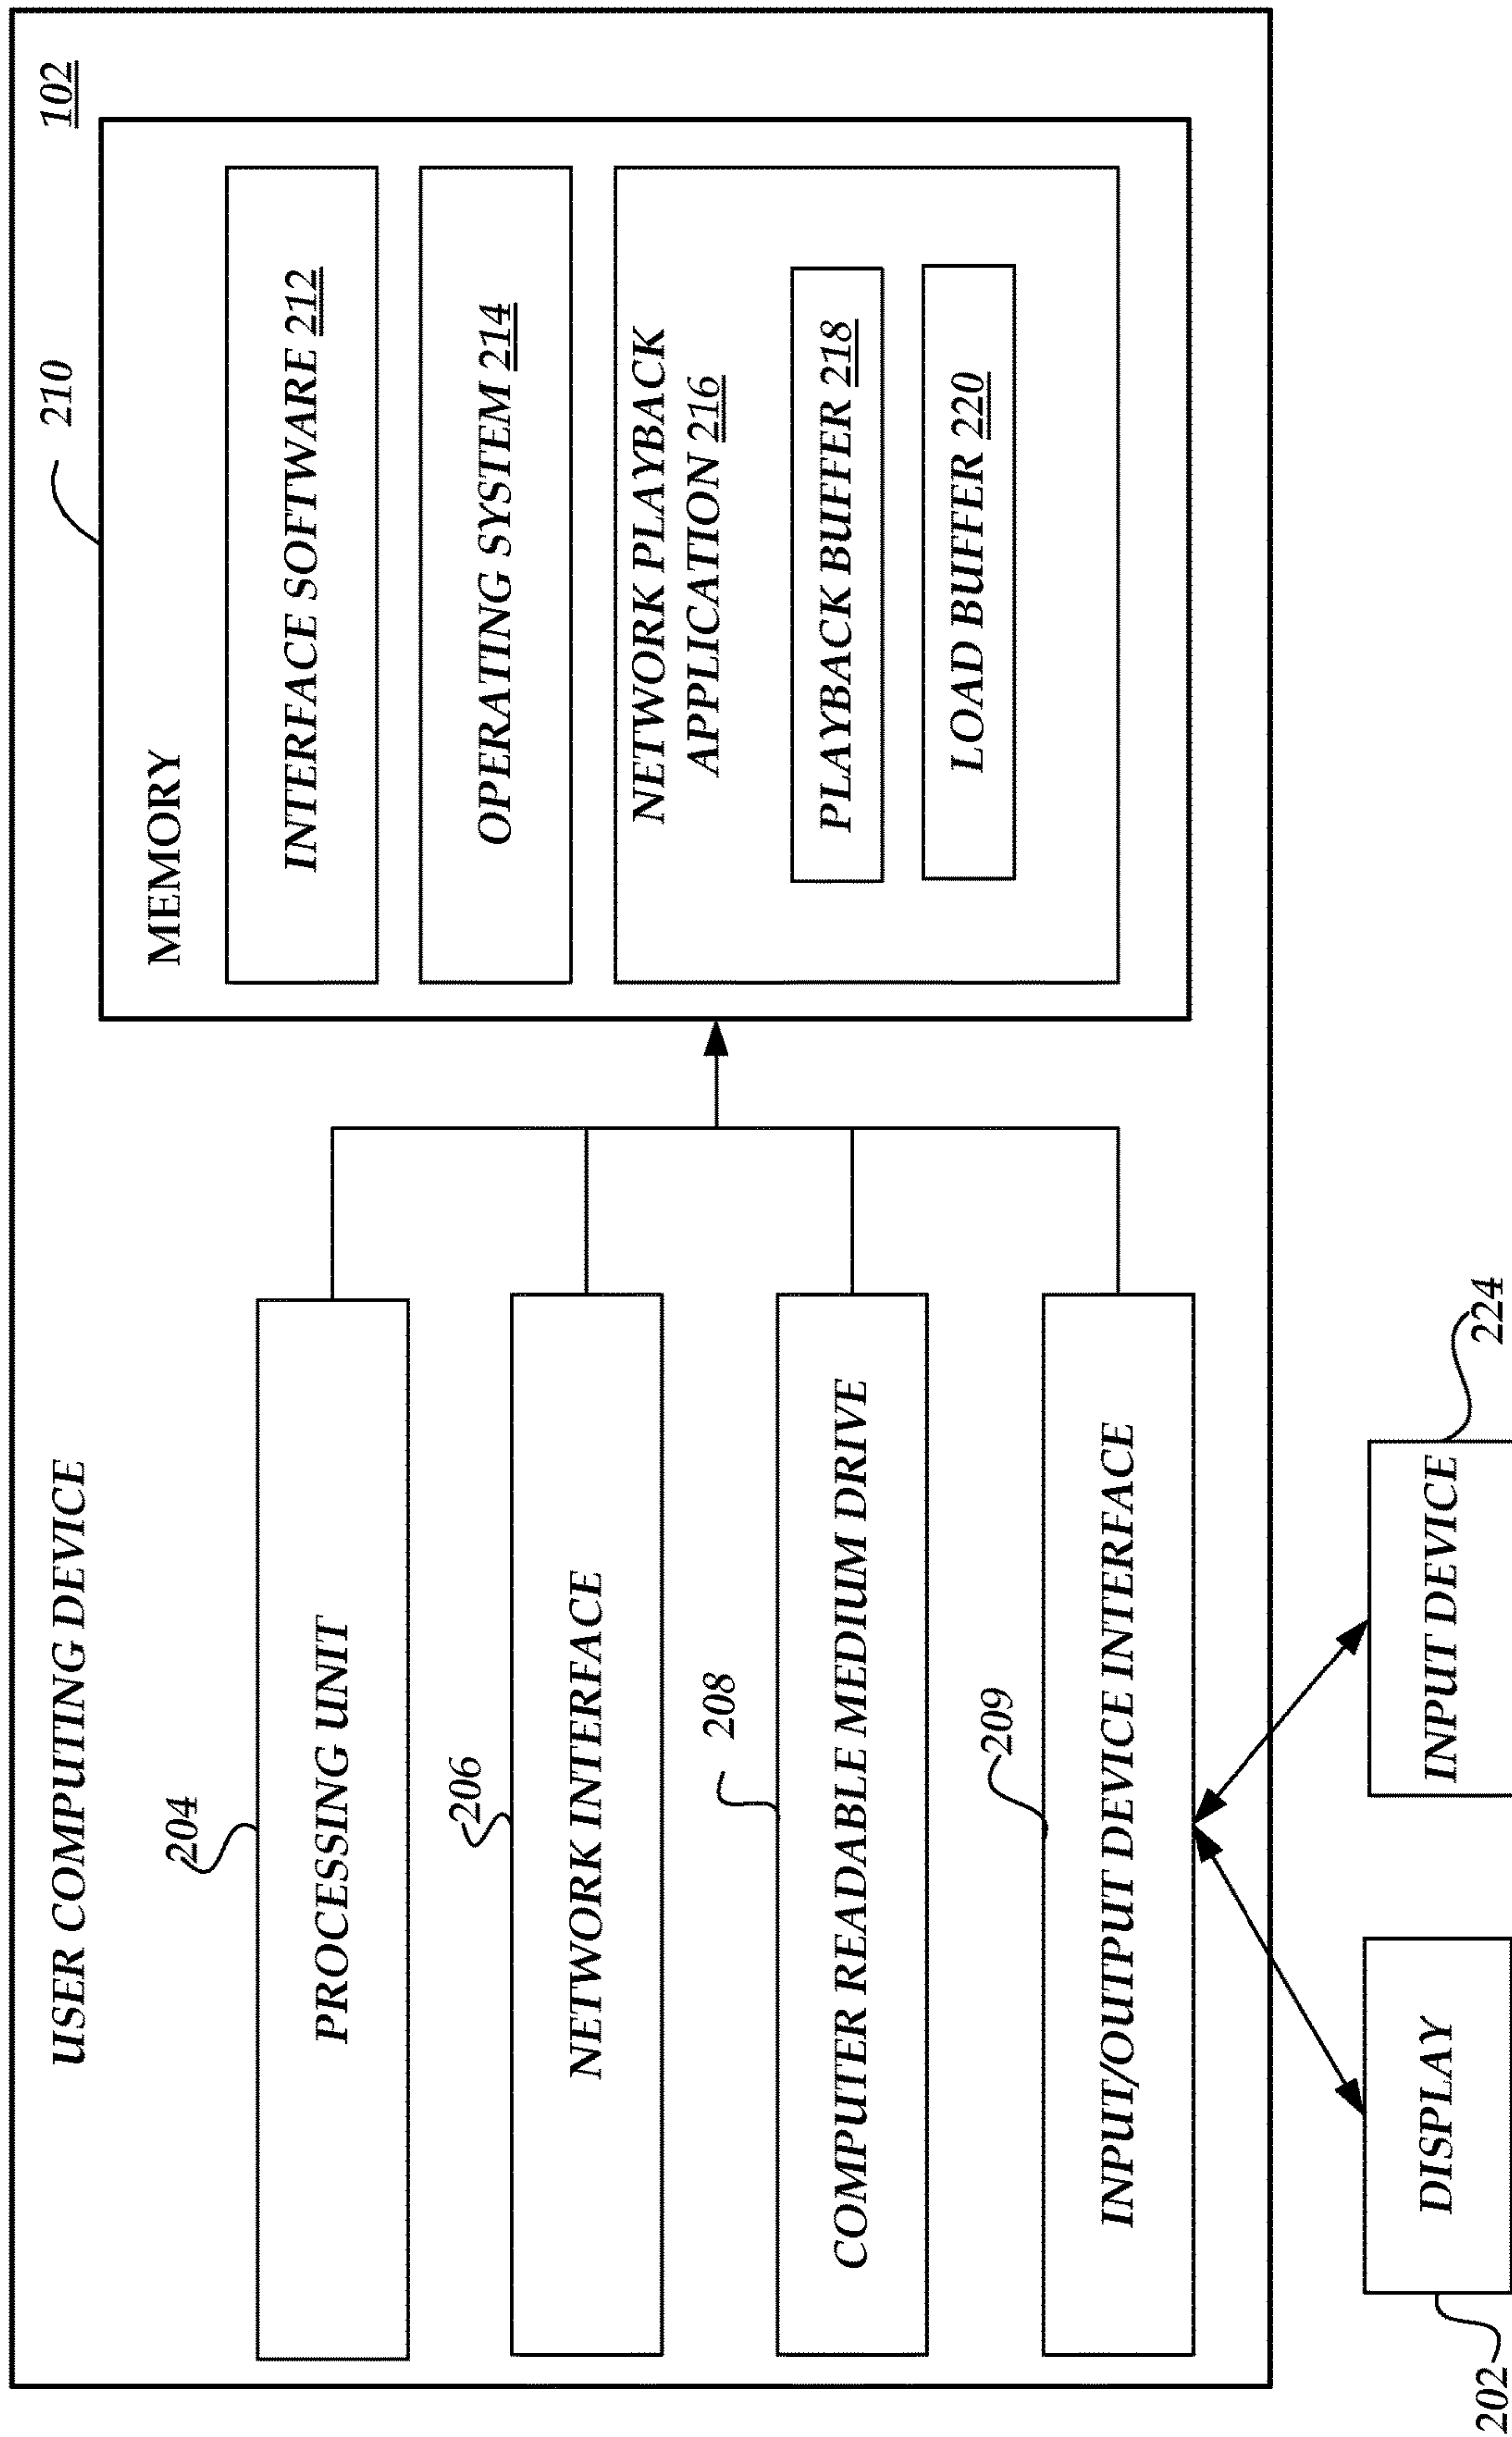 USER COMPUTING DEVICE
102
210
MEMORY
INTERFACE SOFTWARE 212
OPERATING SYSTEM 214
NETWORK PLAYBACK
APPLICATION 216
PLAYBACK BUFFER 218
LOAD BUFFER 220
204
PROCESSING UNIT
206
NETWORK INTERFACE
208
COMPUTER READABLE MEDIUM DRIVE
209
INPUT/OUTPUT DEVICE INTERFACE
DISPLAY
202
INPUT DEVICE
224